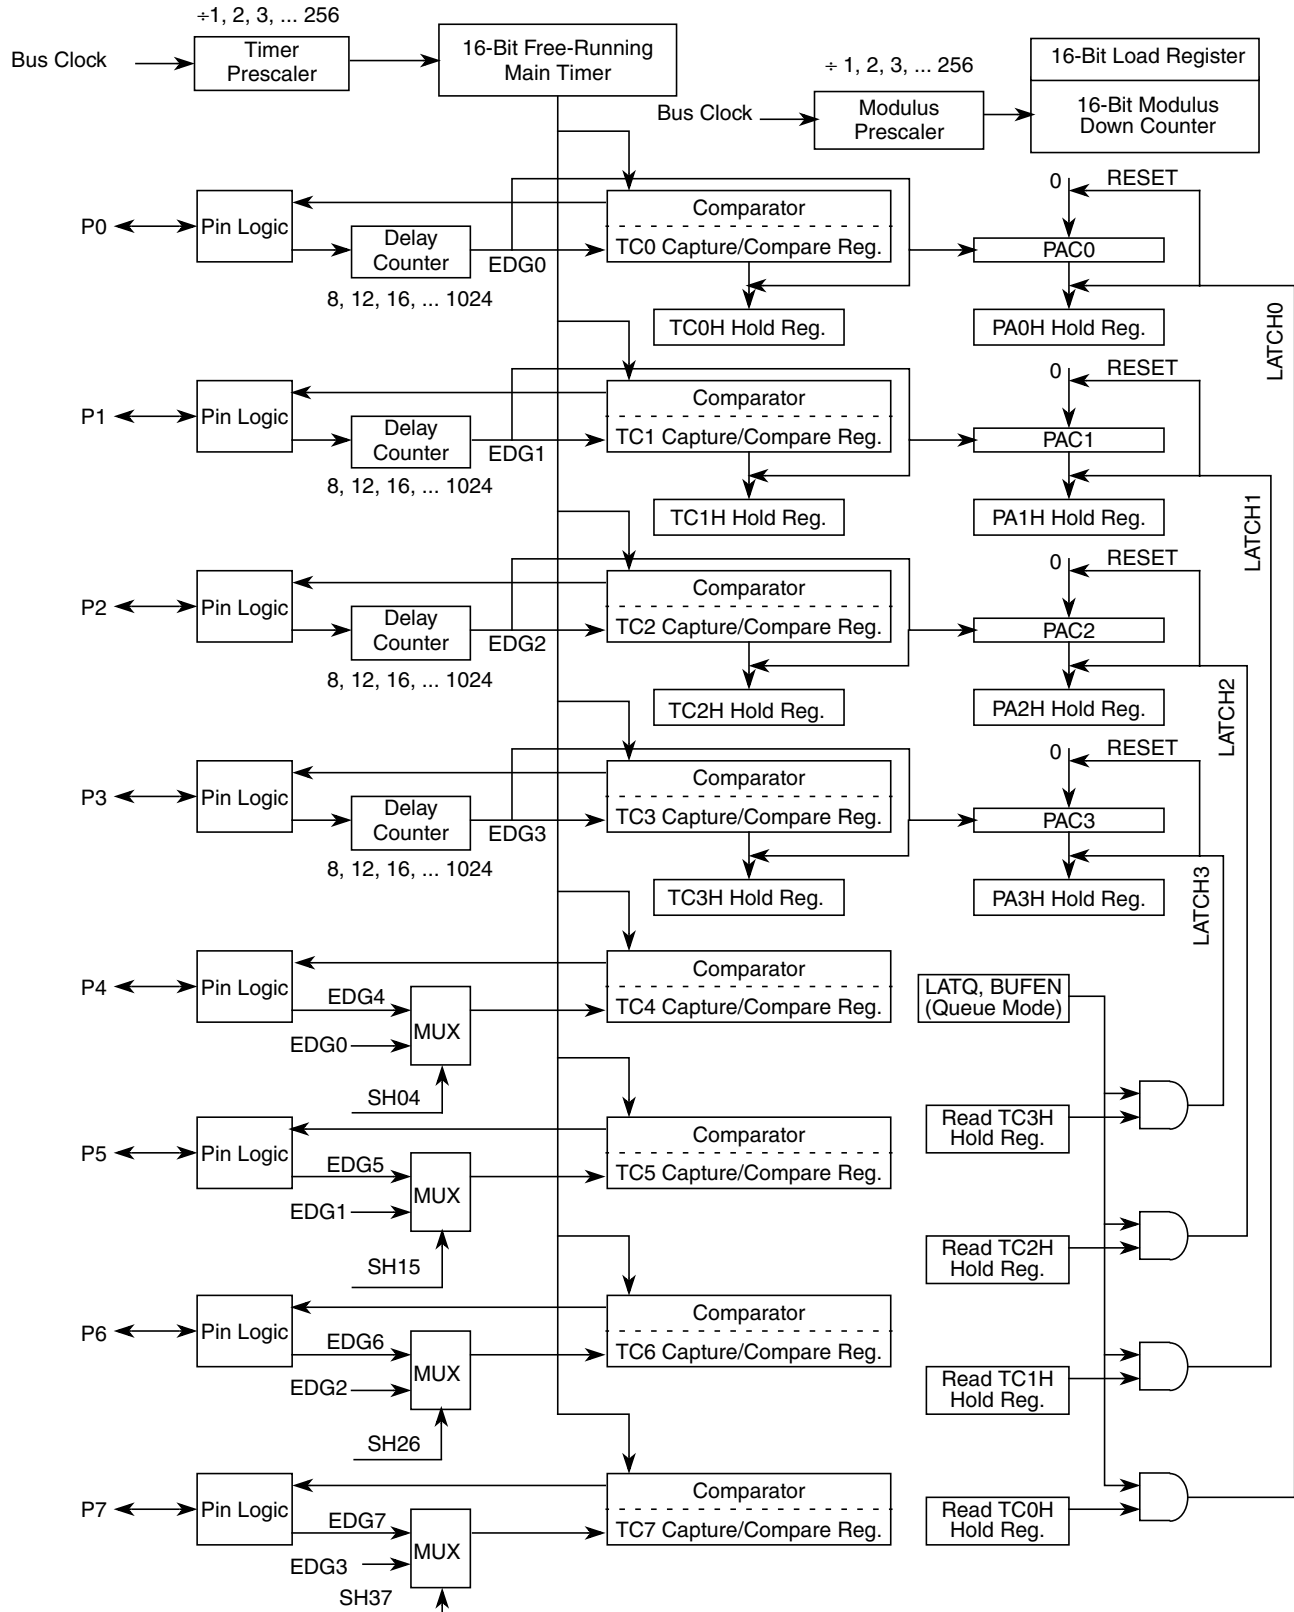 ÷1, 2, 3, ... 256
Bus Clock
Timer
Prescaler
16-Bit Free-Running
Main Timer
÷ 1, 2, 3, ... 256
Bus Clock
Modulus
Prescaler
16-Bit Load Register
16-Bit Modulus
Down Counter
P0
Pin Logic
Delay
Counter
8, 12, 16, ... 1024
EDG0
Comparator
TC0 Capture/Compare Reg.
TC0H Hold Reg.
0
RESET
PAC0
PA0H Hold Reg.
LATCH0
P1
Pin Logic
Delay
Counter
8, 12, 16, ... 1024
EDG1
Comparator
TC1 Capture/Compare Reg.
TC1H Hold Reg.
0
RESET
PAC1
PA1H Hold Reg.
LATCH1
P2
Pin Logic
Delay
Counter
8, 12, 16, ... 1024
EDG2
Comparator
TC2 Capture/Compare Reg.
TC2H Hold Reg.
0
RESET
PAC2
PA2H Hold Reg.
LATCH2
P3
Pin Logic
Delay
Counter
8, 12, 16, ... 1024
EDG3
Comparator
TC3 Capture/Compare Reg.
TC3H Hold Reg.
0
RESET
PAC3
PA3H Hold Reg.
LATCH3
P4
Pin Logic
EDG4
EDG0
MUX
SH04
Comparator
TC4 Capture/Compare Reg.
LATQ, BUFEN
(Queue Mode)
P5
Pin Logic
EDG5
EDG1
MUX
SH15
Comparator
TC5 Capture/Compare Reg.
Read TC3H
Hold Reg.
P6
Pin Logic
EDG6
EDG2
MUX
SH26
Comparator
TC6 Capture/Compare Reg.
Read TC2H
Hold Reg.
Read TC1H
Hold Reg.
P7
Pin Logic
EDG7
EDG3
MUX
SH37
Comparator
TC7 Capture/Compare Reg.
Read TC0H
Hold Reg.